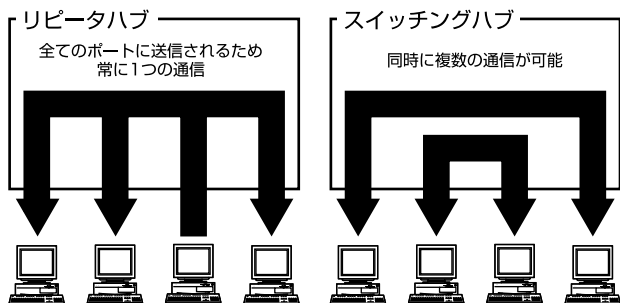 リピータハブ
全てのポートに送信されるため
常に1つの通信
スイッチングハブ
同時に複数の通信が可能